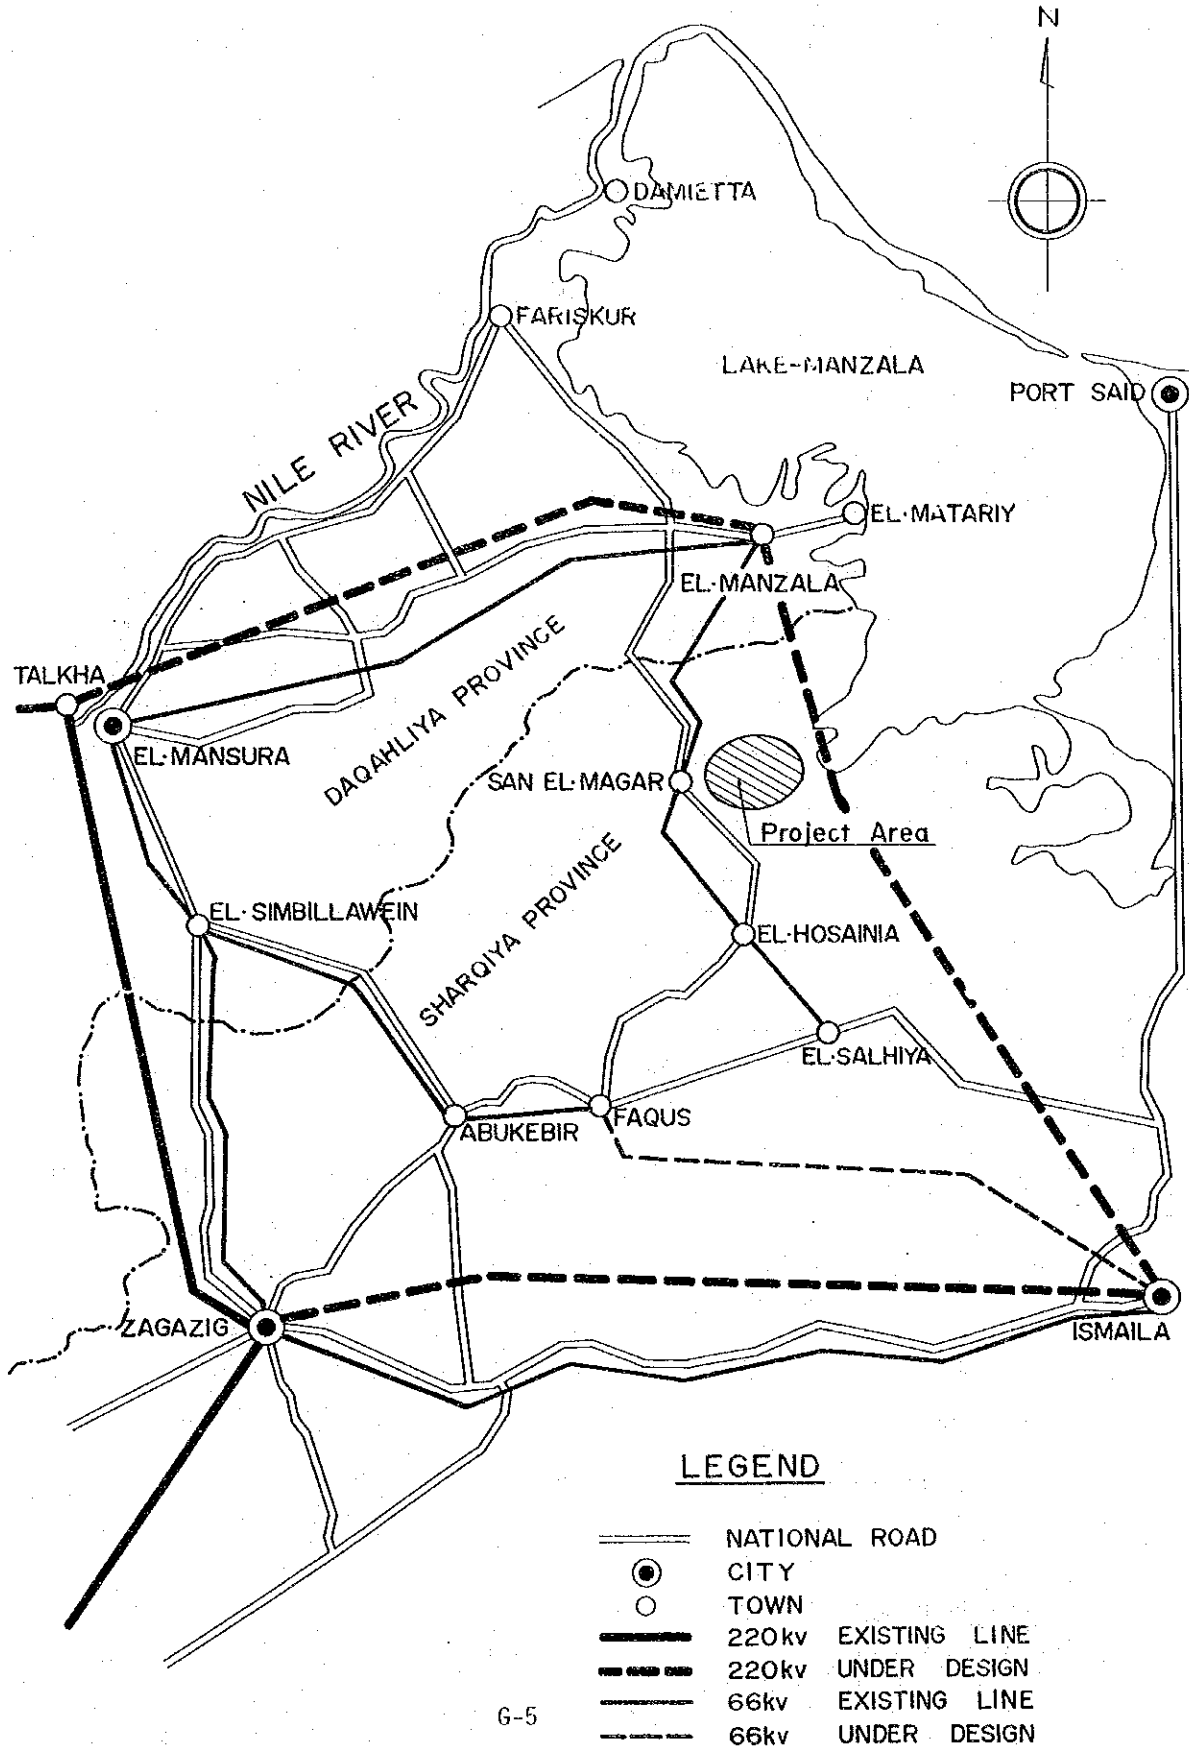 N
DAMIETTA
FARISKUR
LAKE-MANZALA
PORT SAID
NILE RIVER
EL·MATARIY
EL·MANZALA
TALKHA
DAQAHLIYA PROVINCE
EL·MANSURA
SAN EL·MAGAR
Project Area
SHARQIYA PROVINCE
EL·SIMBILLAWEIN
EL·HOSAINIA
EL·SALHIYA
FAQUS
ABUKEBIR
ZAGAZIG
ISMAILA
LEGEND
NATIONAL ROAD
CITY
TOWN
220kv EXISTING LINE
220kv UNDER DESIGN
66kv EXISTING LINE
66kv UNDER DESIGN
G-5